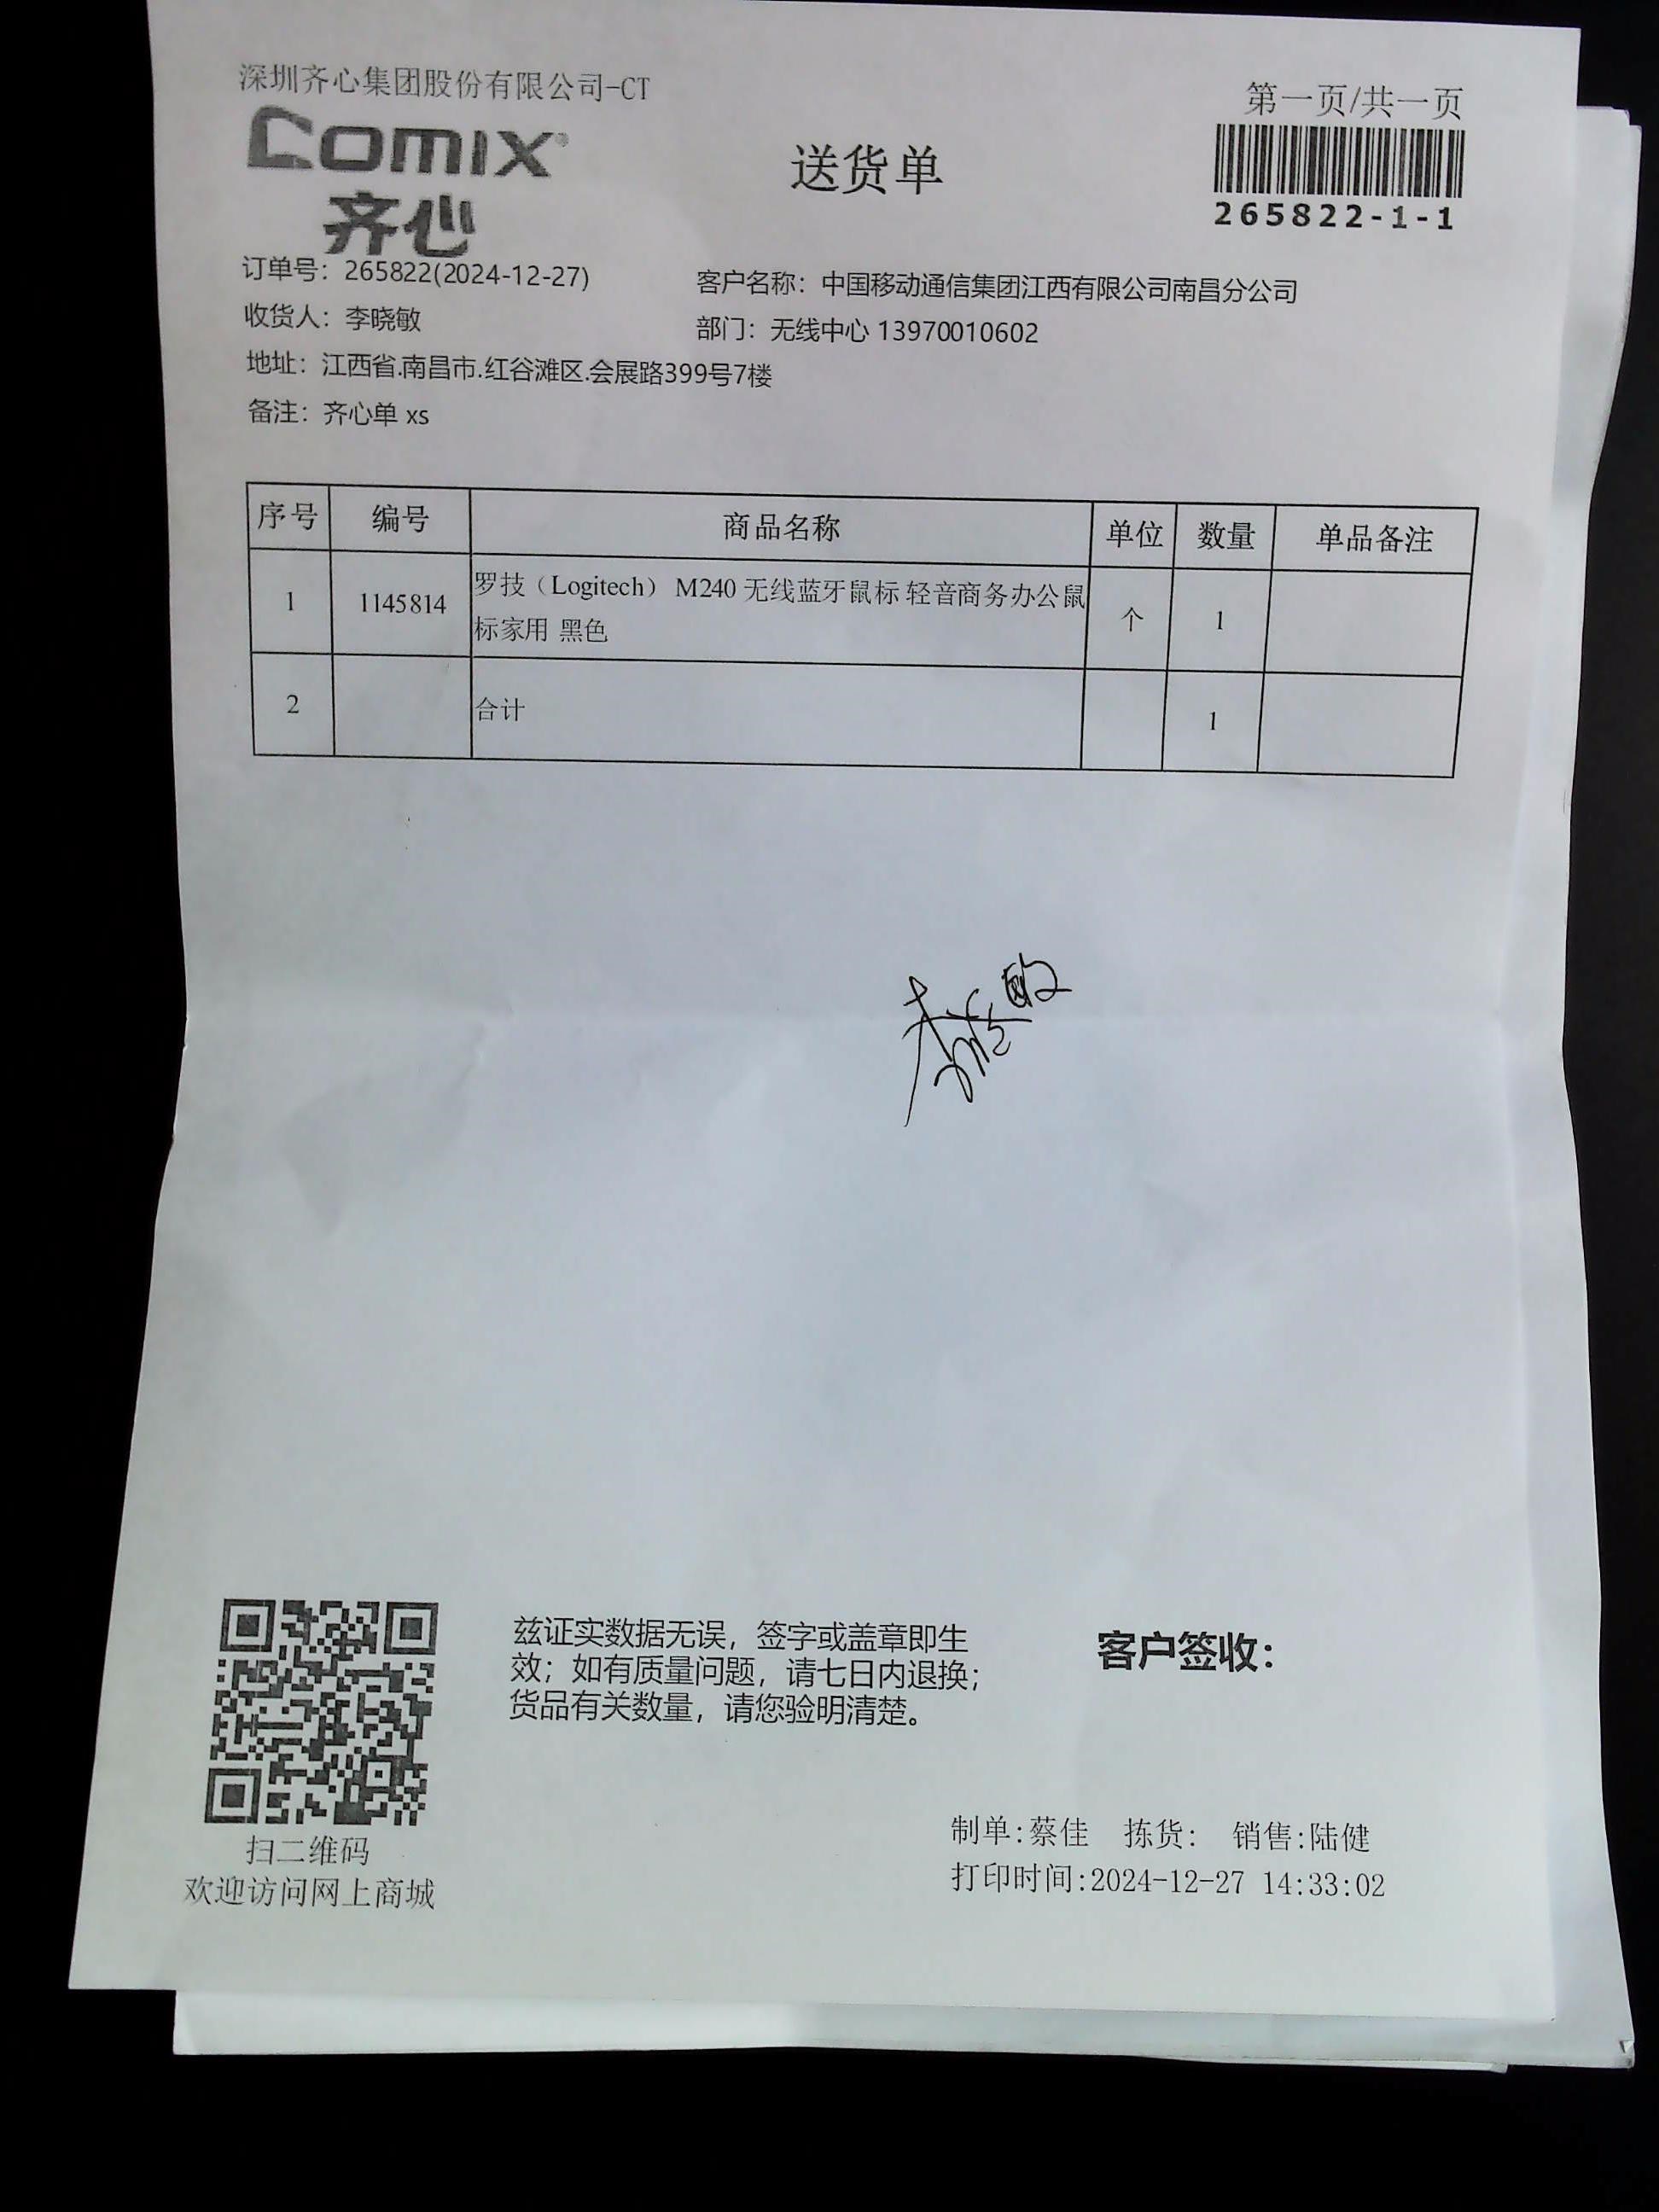 深圳齐心集团股份有限公司-CT
第一页/共一页
COMIX®
齐心
送货单
265822-1-1
订单号：265822(2024-12-27)
客户名称：中国移动通信集团江西有限公司南昌分公司
收货人：李晓敏
部门：无线中心 13970010602
地址：江西省.南昌市.红谷滩区.会展路399号7楼
备注：齐心单 xs
序号 编号 商品名称 单位 数量 单品备注
1 1145814 罗技（Logitech） M240 无线蓝牙鼠标 轻音商务办公鼠 个 1
标家用 黑色
2 合计 1
李晓敏
兹证实数据无误，签字或盖章即生
效；如有质量问题，请七日内退换；
货品有关数量，请您验明清楚。
客户签收：
扫二维码
欢迎访问网上商城
制单:蔡佳 拣货: 销售:陆健
打印时间:2024-12-27 14:33:02